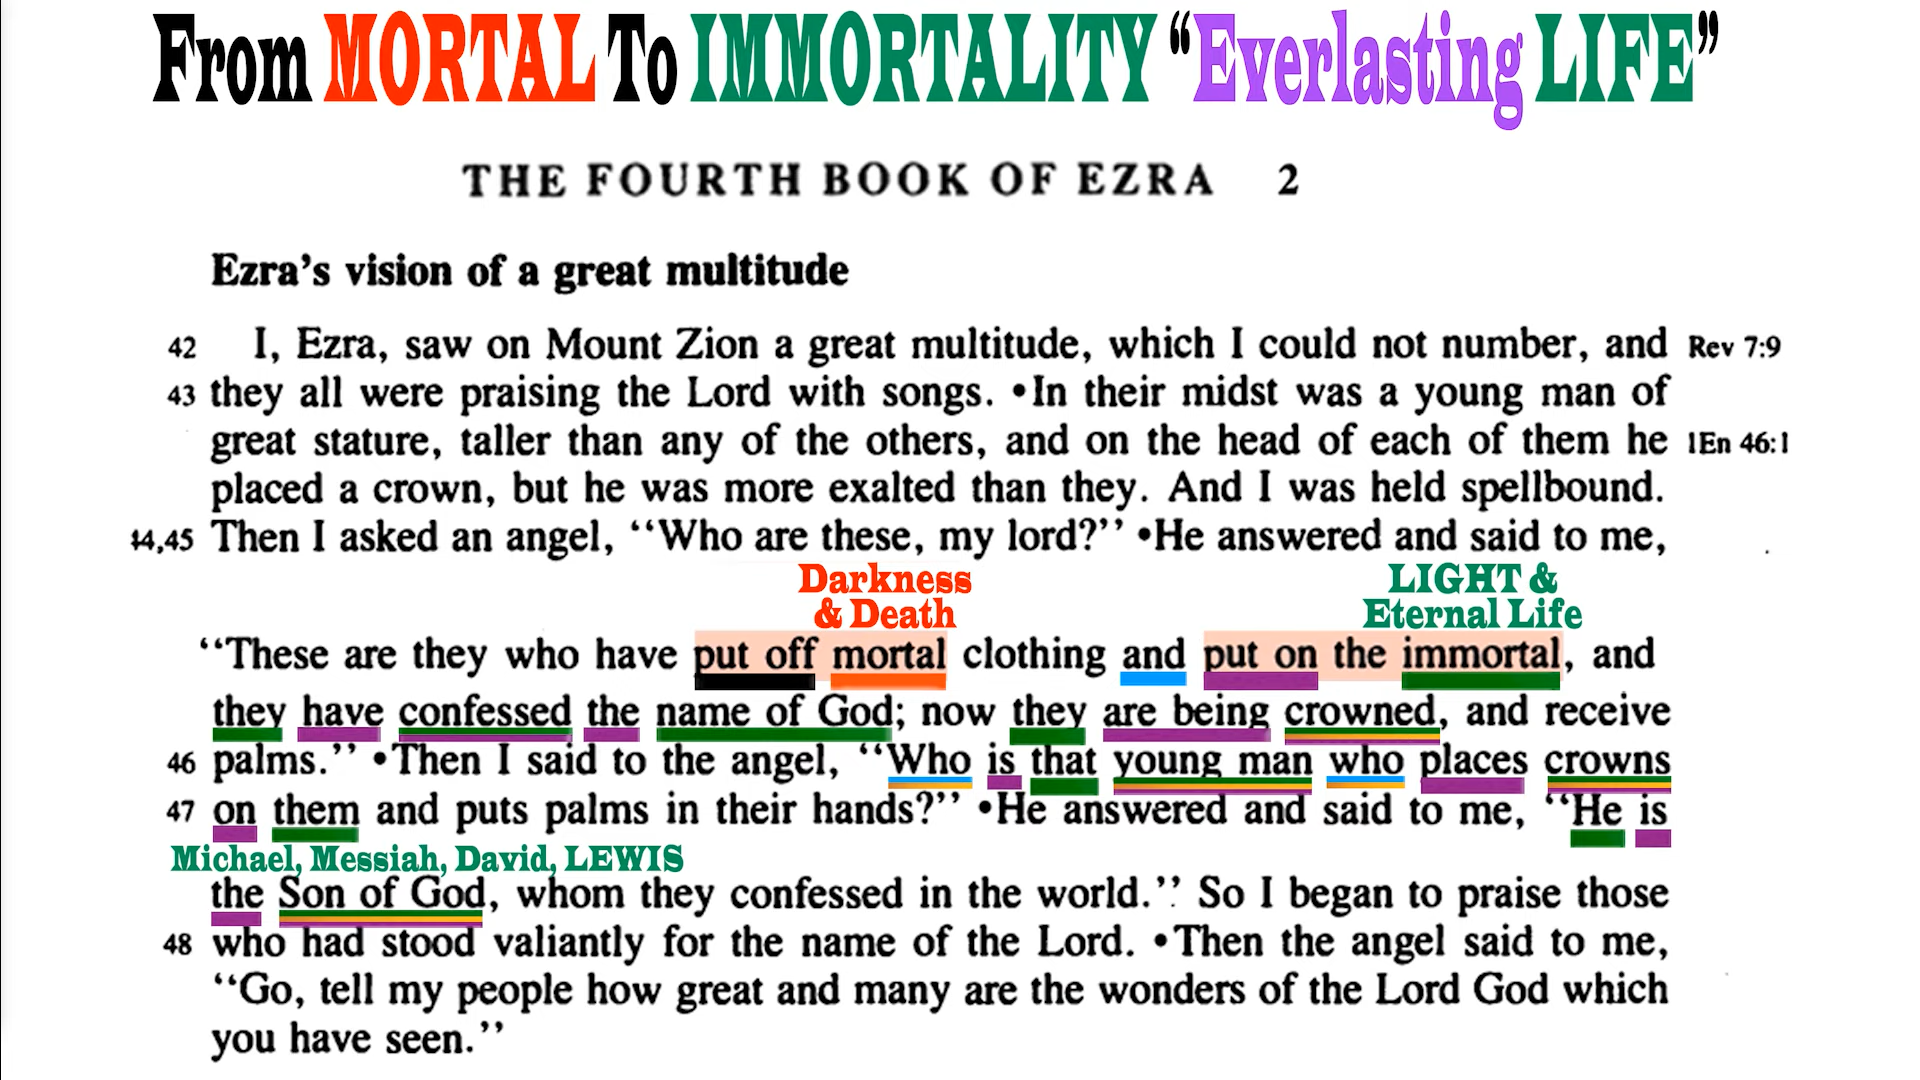 From MORTAL To IMMORTALITY “Everlasting LIFE”
THE FOURTH BOOK OF EZRA 2
Ezra’s vision of a great multitude
42 I, Ezra, saw on Mount Zion a great multitude, which I could not number, and Rev 7:9
43 they all were praising the Lord with songs. •In their midst was a young man of
great stature, taller than any of the others, and on the head of each of them he 1En 46:1
placed a crown, but he was more exalted than they. And I was held spellbound.
44,45 Then I asked an angel, ‘‘Who are these, my lord?’’ •He answered and said to me,
Darkness LIGHT &
& Death Eternal Life
‘‘These are they who have put off mortal clothing and put on the immortal, and
they have confessed the name of God; now they are being crowned, and receive
46 palms.’’ •Then I said to the angel, ‘‘Who is that young man who places crowns
47 on them and puts palms in their hands?’’ •He answered and said to me, ‘‘He is
Michael, Messiah, David, LEWIS
the Son of God, whom they confessed in the world.’’ So I began to praise those
48 who had stood valiantly for the name of the Lord. •Then the angel said to me,
‘‘Go, tell my people how great and many are the wonders of the Lord God which
you have seen.’’